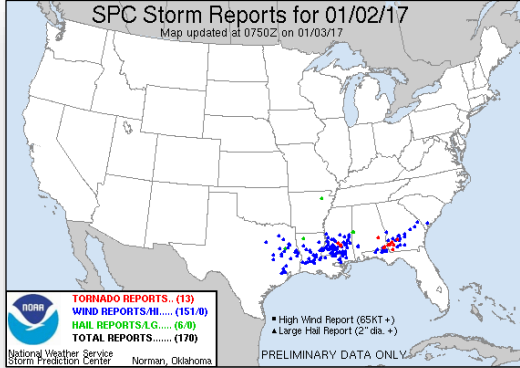 SPC Storm Reports for 01/02/17
Map updated at 0750Z on 01/03/17
NOAA
TORNADO REPORTS.. (13)
WIND REPORTS/HI..... (151/0)
HAIL REPORTS/LG..... (6/0)
TOTAL REPORTS....... (170)
National Weather Service
Storm Prediction Center Norman, Oklahoma
High Wind Report (65KT +)
Large Hail Report (2" dia. +)
PRELIMINARY DATA ONLY